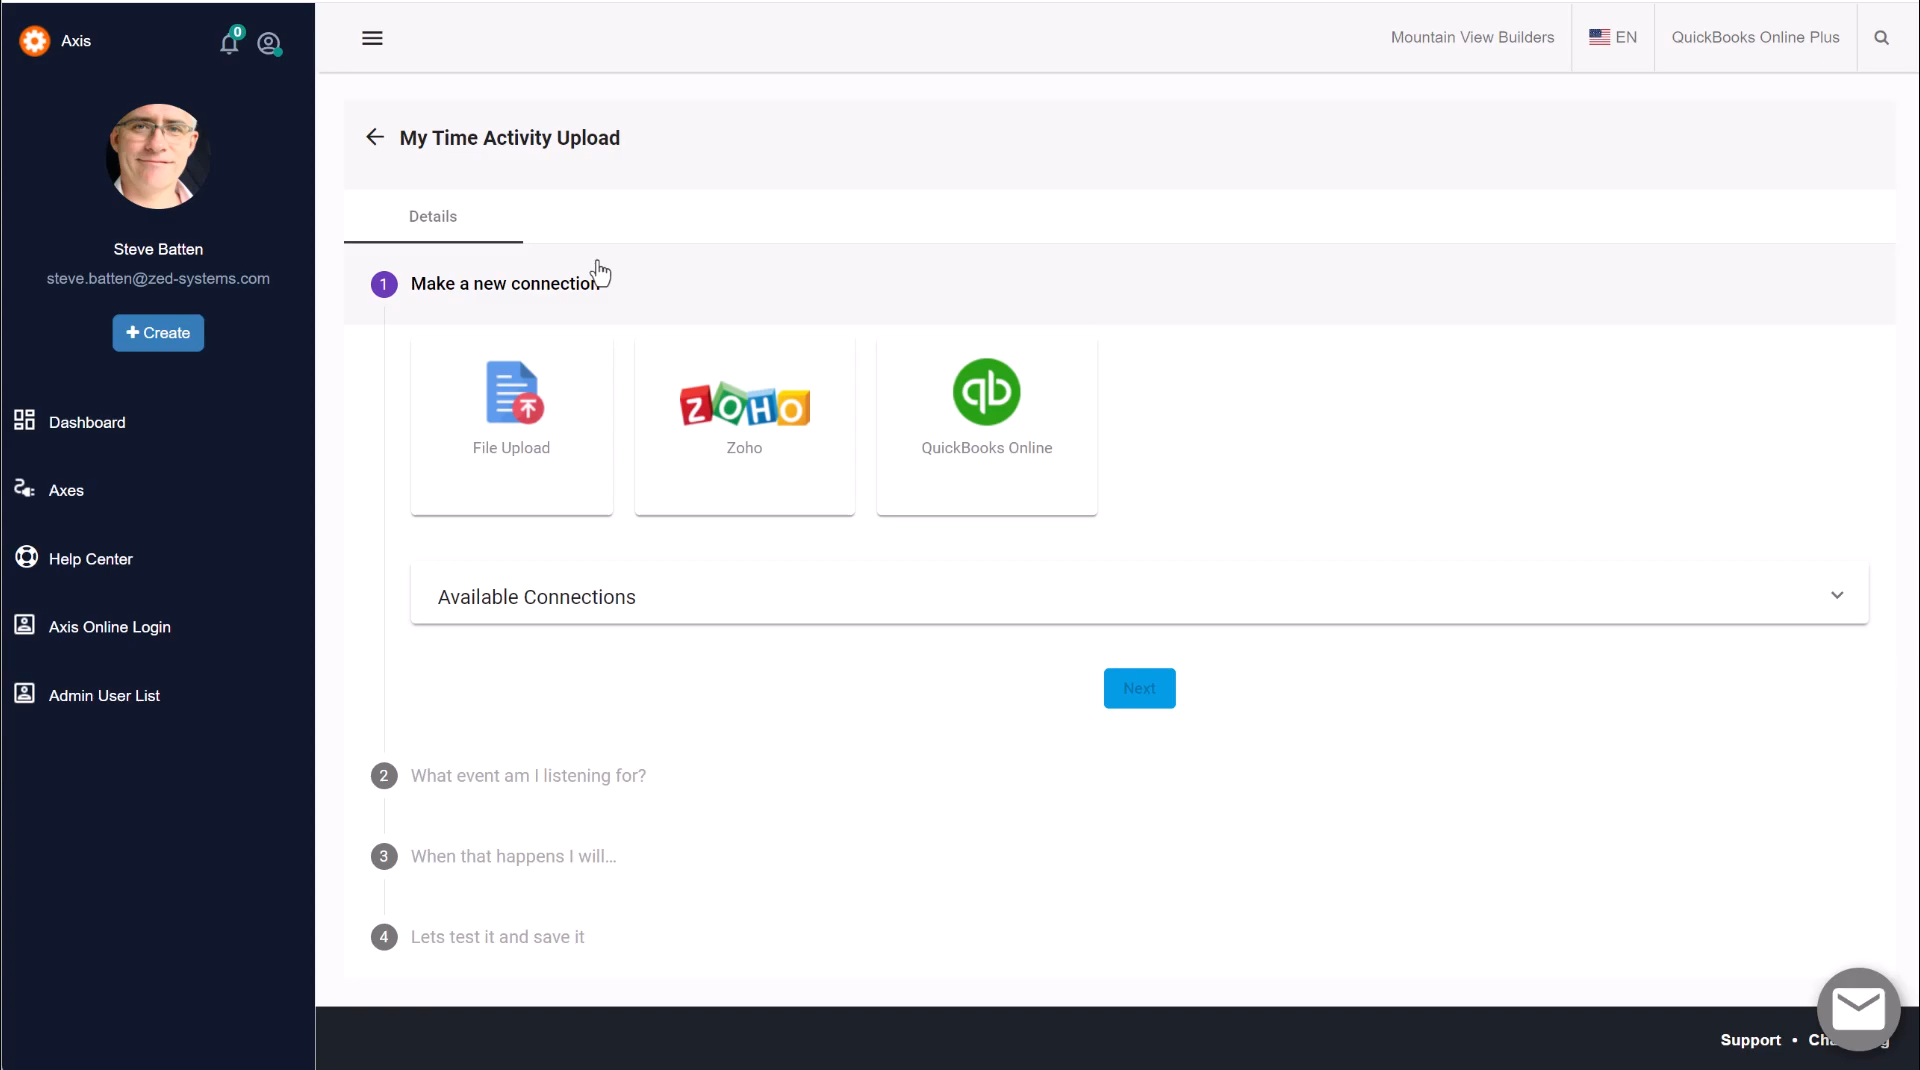 Axis
0
Mountain View Builders
EN
QuickBooks Online Plus
My Time Activity Upload
Details
Steve Batten
steve.batten@zed-systems.com
Create
1
Make a new connection
ZOHO
qb
File Upload
Zoho
QuickBooks Online
Dashboard
Axes
Help Center
Axis Online Login
Admin User List
Available Connections
Next
2
What event am I listening for?
3
When that happens I will...
4
Lets test it and save it
Support •